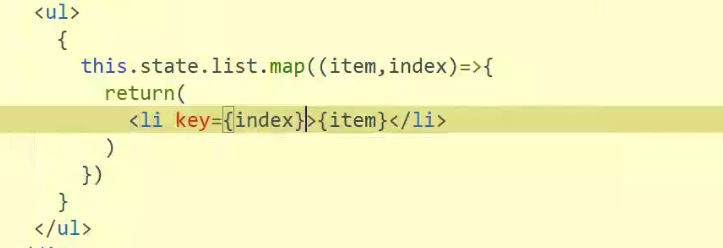 <ul>
{
this.state.list.map((item,index)=>{
return(
<li key={index}>{item}</li>
)
})
}
</ul>